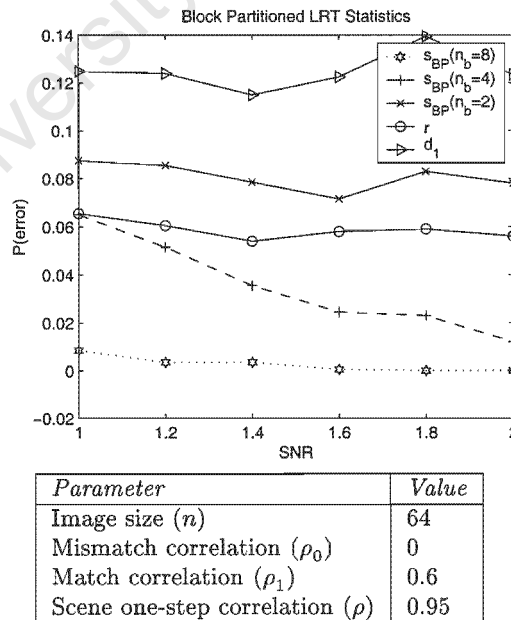 Block Partitioned LRT Statistics
0.14
0.12
0.1
0.08
0.06
0.04
0.02
0
−0.02
P(error)
1
1.2
1.4
1.6
1.8
2
SNR
s_BP(n_b=8)
s_BP(n_b=4)
s_BP(n_b=2)
r
d_1
Parameter Value
Image size (n) 64
Mismatch correlation (ρ₀) 0
Match correlation (ρ₁) 0.6
Scene one-step correlation (ρ) 0.95